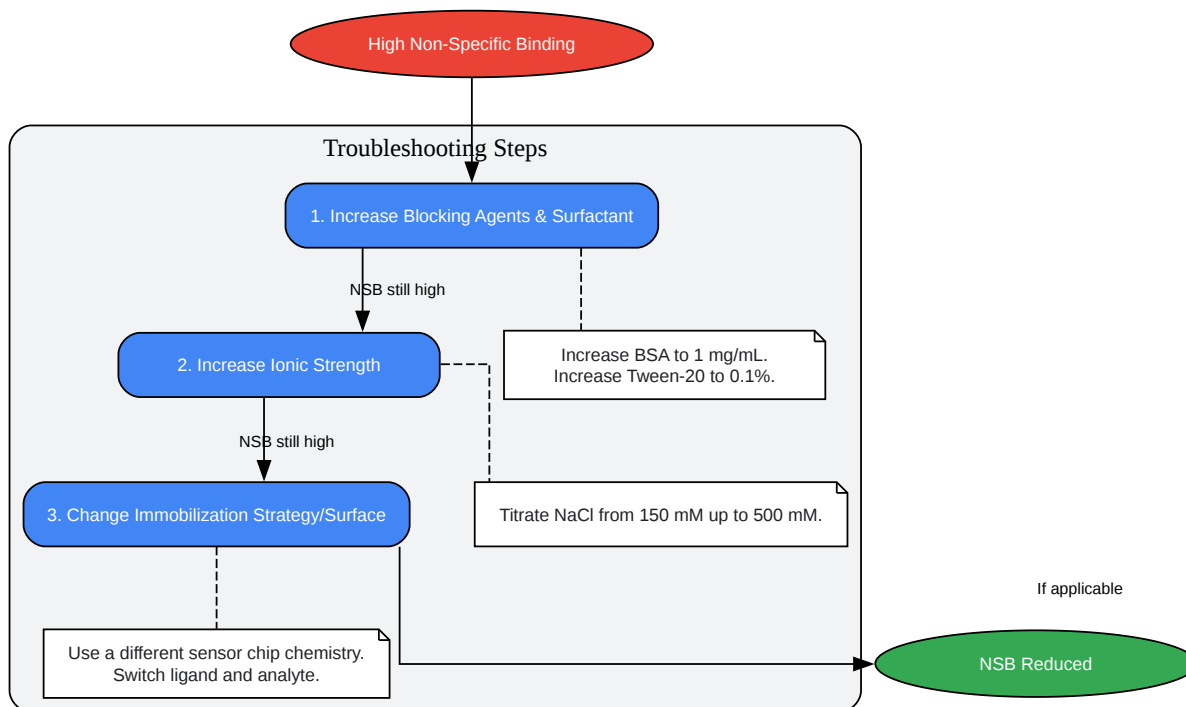 High Non-Specific Binding
Troubleshooting Steps
1. Increase Blocking Agents & Surfactant
NSB still high
Increase BSA to 1 mg/mL.
Increase Tween-20 to 0.1%.
2. Increase Ionic Strength
NSB still high
3. Change Immobilization Strategy/Surface
Titrate NaCl from 150 mM up to 500 mM.
If applicable
Use a different sensor chip chemistry.
Switch ligand and analyte.
NSB Reduced